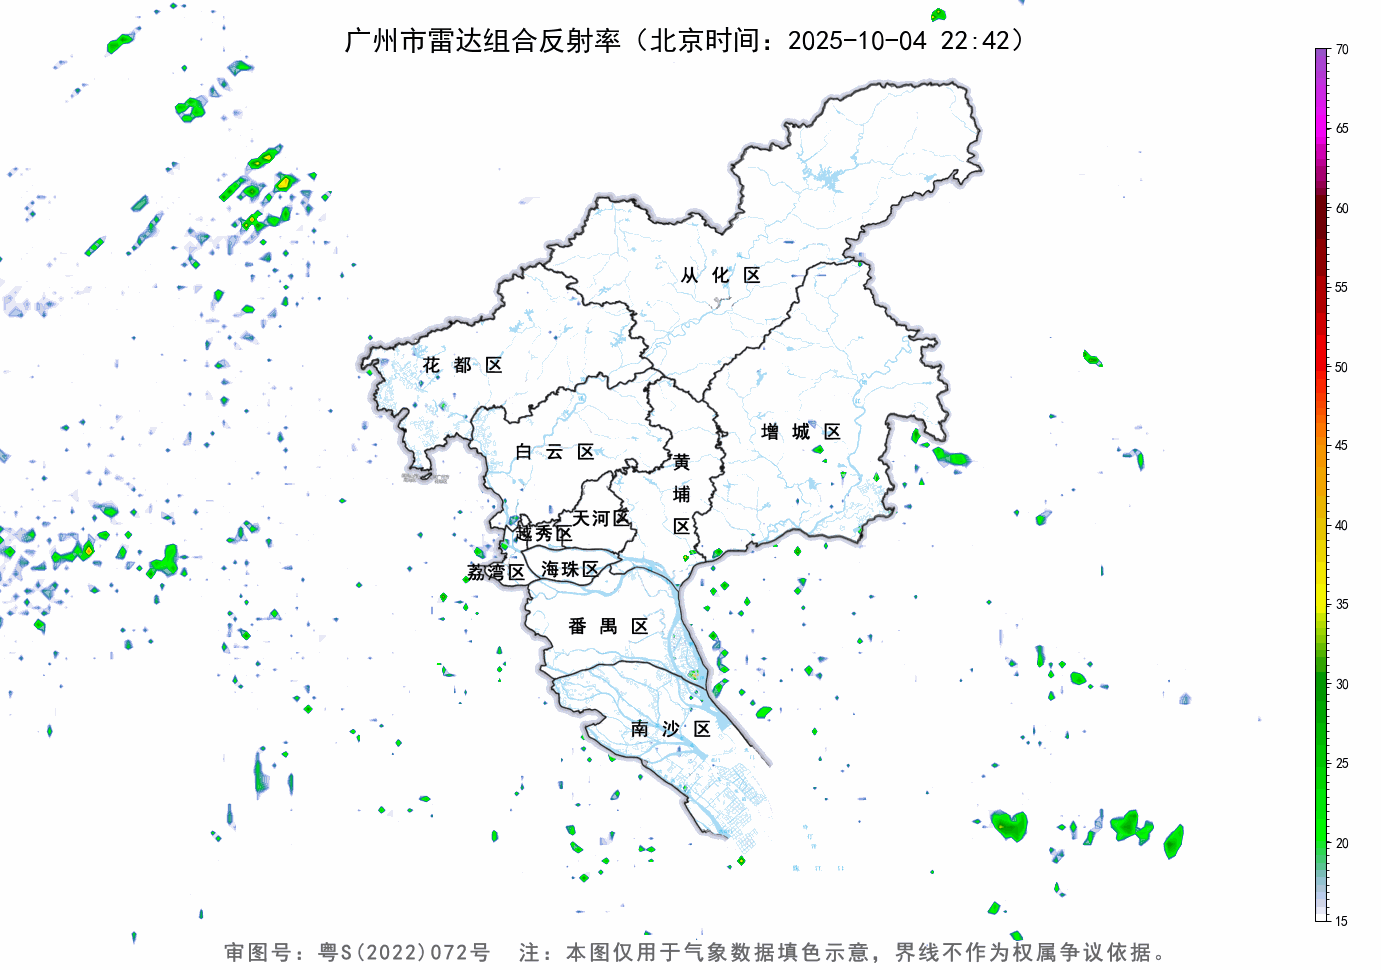 广州市雷达组合反射率（北京时间：2025-10-04 22:42）
70
65
60
55
50
45
40
35
30
25
20
15
从化区
花都区
增城区
白云区
黄埔区
天河区
越秀区
荔湾区
海珠区
番禺区
南沙区
审图号：粤S(2022)072号 注：本图仅用于气象数据填色示意，界线不作为权属争议依据。